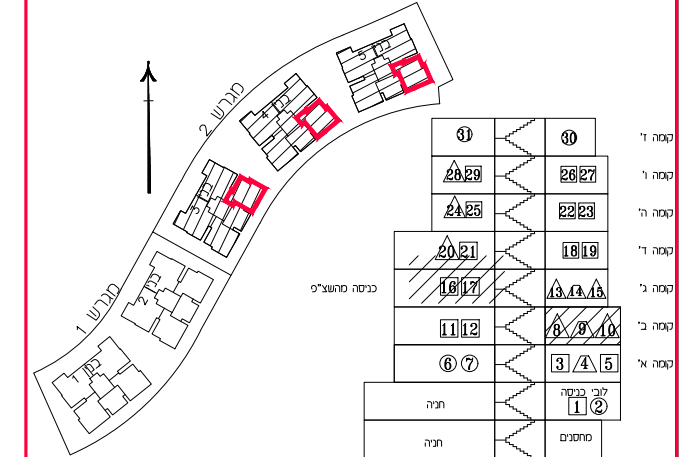 מגרש 2
בנין 5
בנין 4
בנין 3
מגרש 1
בנין 2
בנין 1
31 30 קומה ז'
28 29 26 27 קומה ו'
24 25 22 23 קומה ה'
20 21 18 19 קומה ד'
כניסה מהשצ"פ 16 17 13 14 15 קומה ג'
11 12 8 9 10 קומה ב'
6 7 3 4 5 קומה א'
לובי כניסה
חניה 1 2
חניה מחסנים